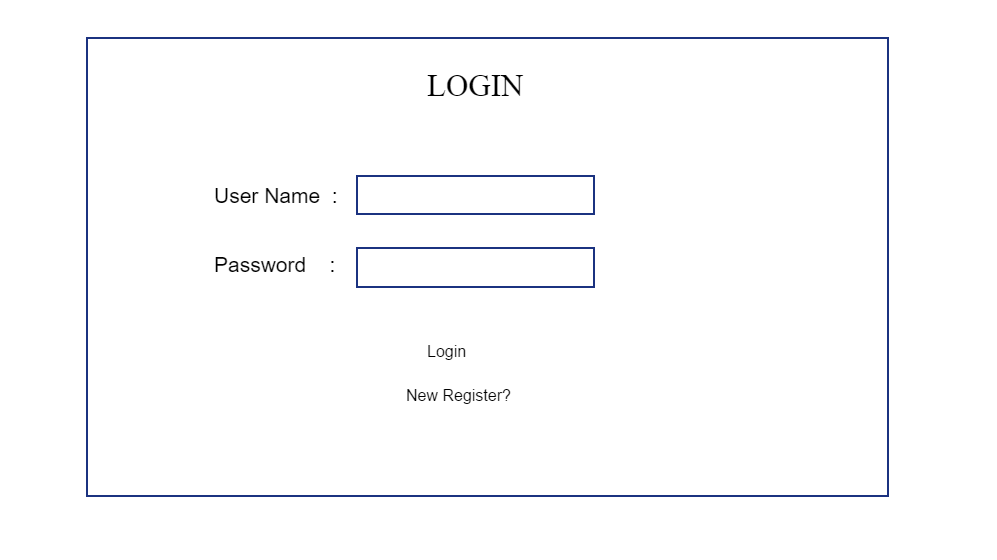 LOGIN
User Name :
Password :
Login
New Register?